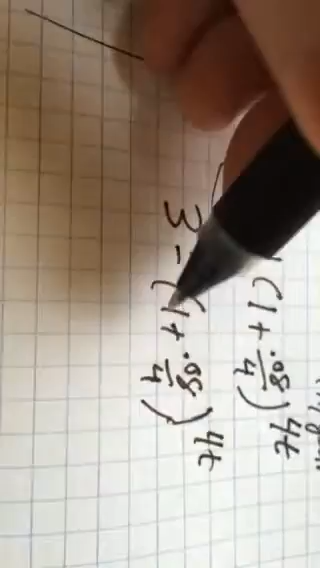 (1 + .08/4)^4t
3 = (1 + .08/4)^4t